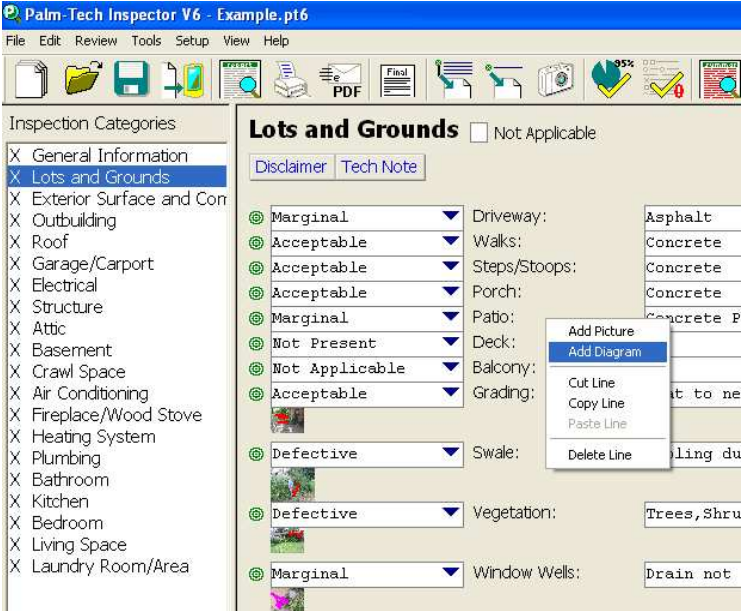 Palm-Tech Inspector V6 - Example.pt6
File Edit Review Tools Setup View Help
PDF Final 95%
Inspection Categories
Lots and Grounds Not Applicable
Disclaimer Tech Note
X General Information
X Lots and Grounds
X Exterior Surface and Com
X Outbuilding
X Roof
X Garage/Carport
X Electrical
X Structure
X Attic
X Basement
X Crawl Space
X Air Conditioning
X Fireplace/Wood Stove
X Heating System
X Plumbing
X Bathroom
X Kitchen
X Bedroom
X Living Space
X Laundry Room/Area
Marginal Driveway: Asphalt
Acceptable Walks: Concrete
Acceptable Steps/Stoops: Concrete
Acceptable Porch: Concrete
Marginal Patio: Concrete P
Not Present Deck:
Not Applicable Balcony:
Acceptable Grading: to ne
Defective Swale: du
Defective Vegetation: Trees,Shru
Marginal Window Wells: Drain not
Add Picture
Add Diagram
Cut Line
Copy Line
Paste Line
Delete Line